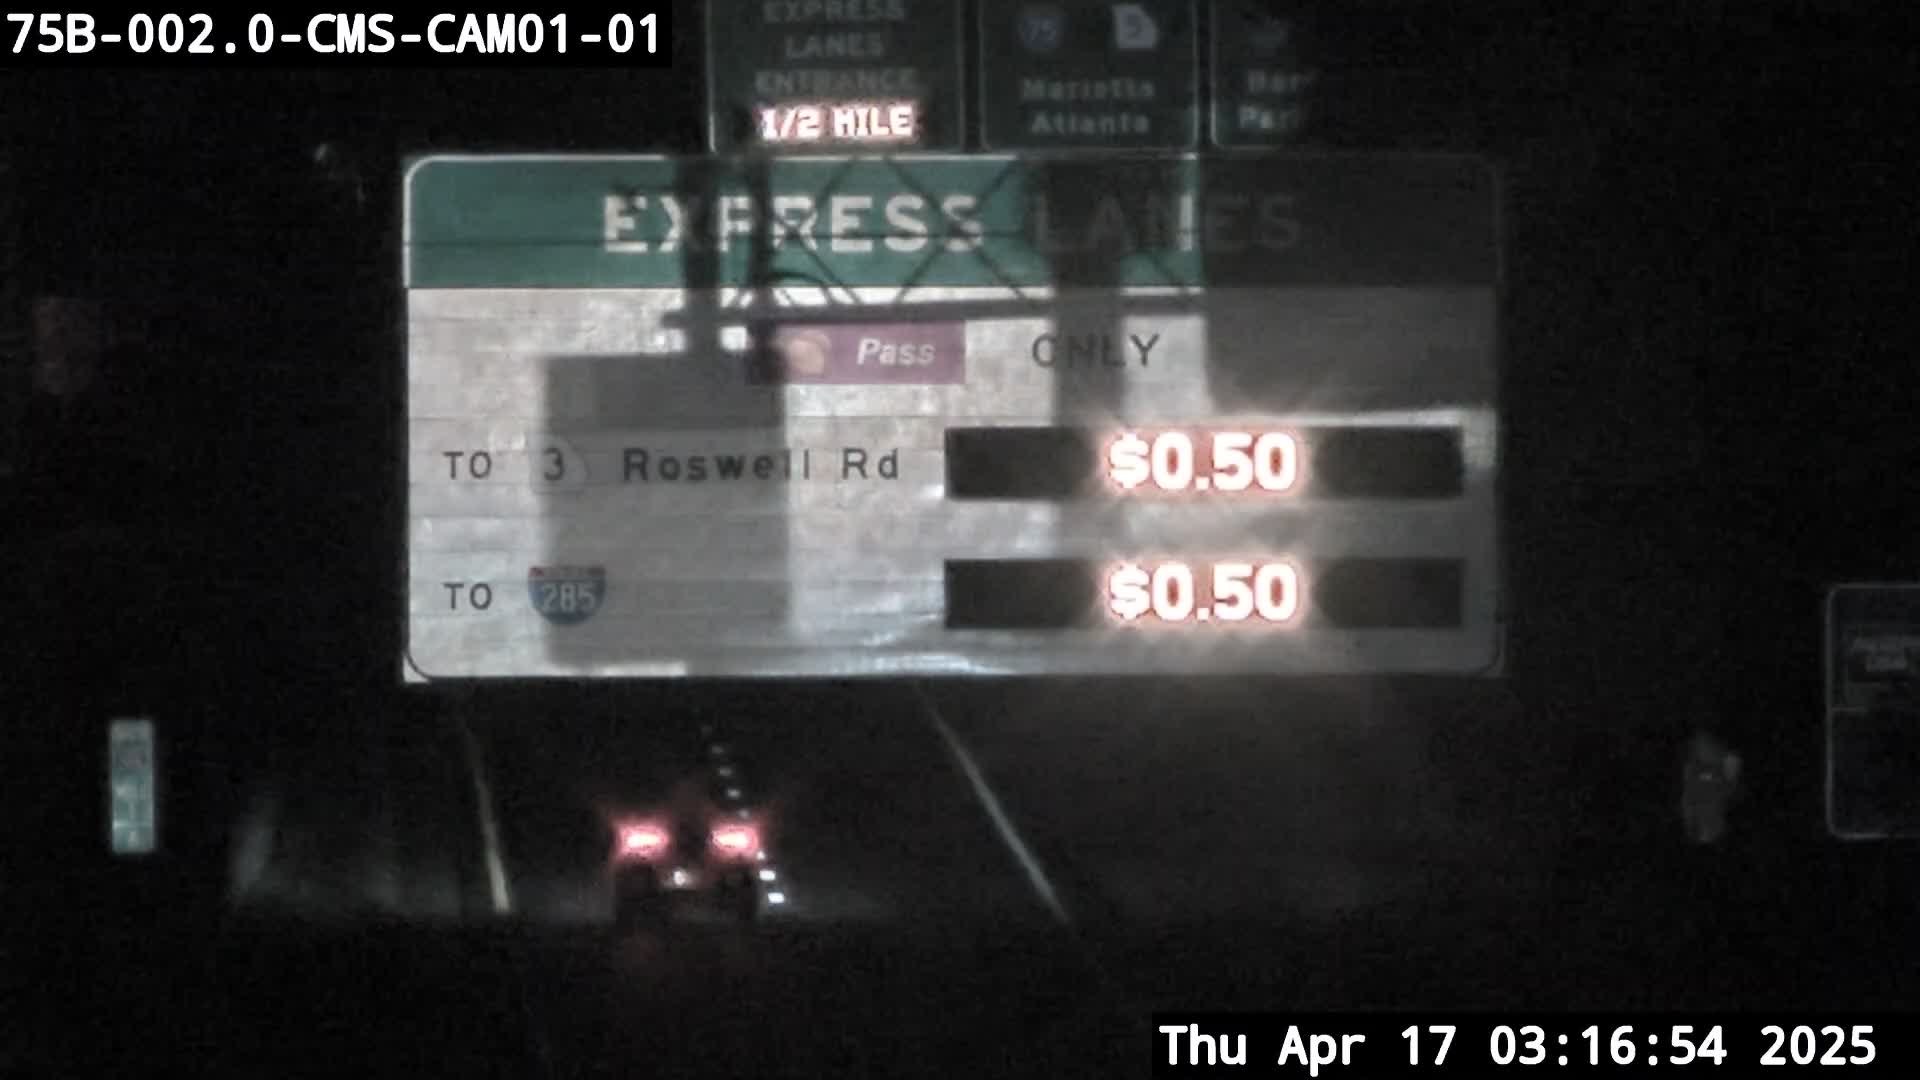 75B-002.0-CMS-CAM01-01
EXPRESS
LANES
ENTRANCE
1/2 MILE
75
Marietta
Atlanta
EXPRESS LANES
Pass ONLY
TO 3 Roswell Rd $0.50
TO 285 $0.50
Thu Apr 17 03:16:54 2025